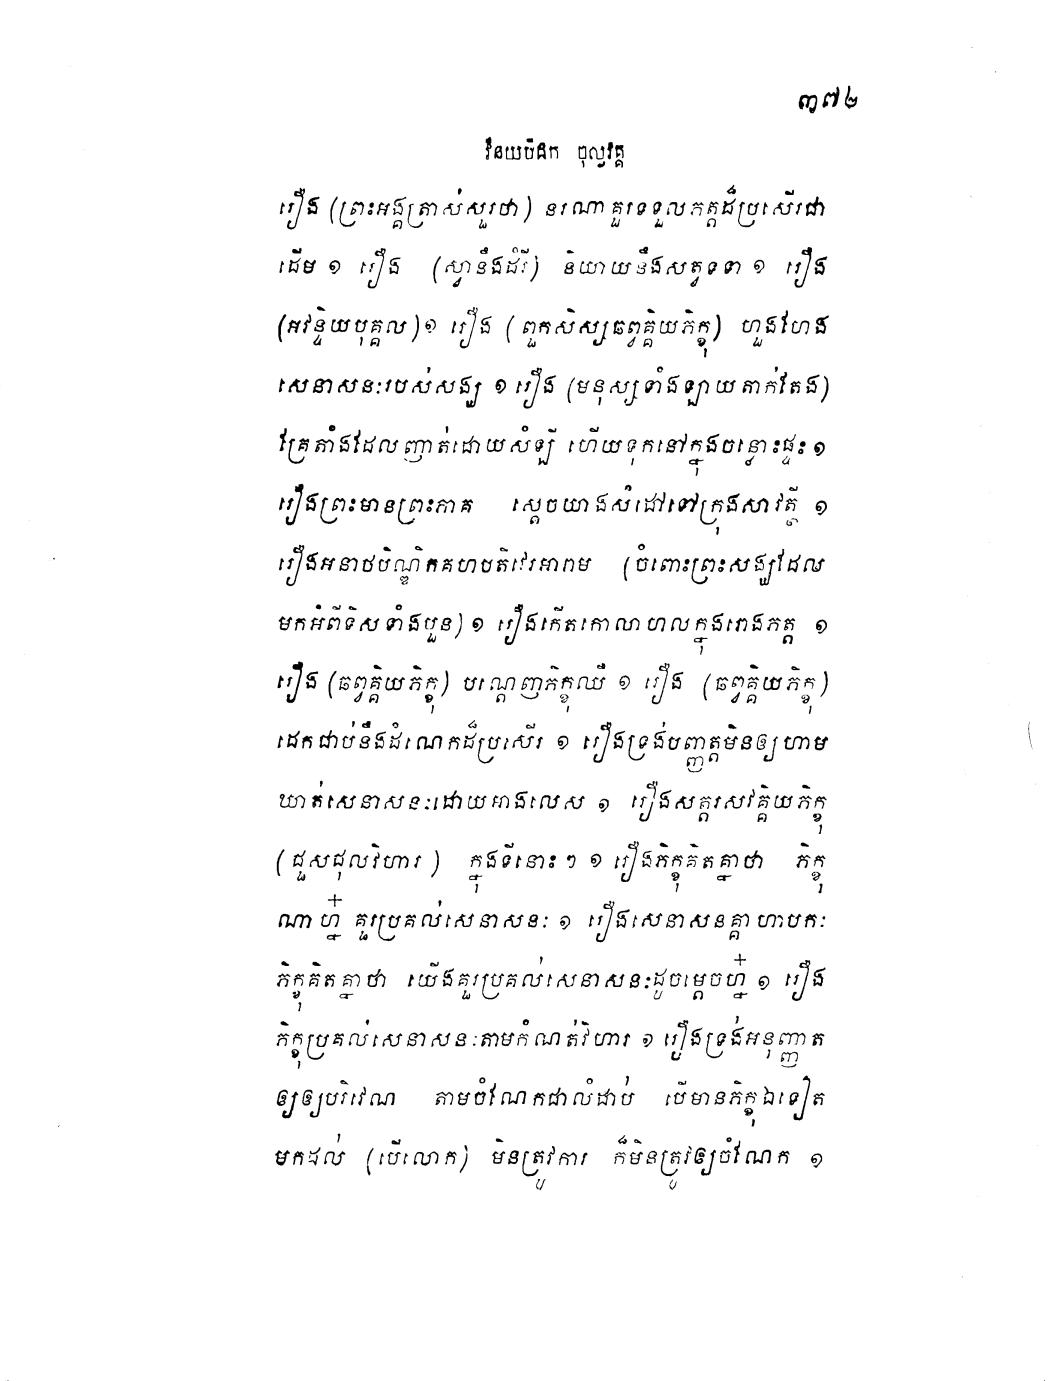 ៣៧២
វិនយបិដក ចុល្លវគ្គ
រឿង (ព្រះអង្គត្រាស់សួរថា) នរណាគួរទទួលភត្តដ៏ប្រសើរជា
ដើម ១ រឿង (ស្វានឹងដំរី) និយាយនឹងសត្វទទា ១ រឿង
(អវន្ទិយបុគ្គល) ១ រឿង (ពួកសិស្សឆព្វគ្គិយភិក្ខុ) ហួងហែង
សេនាសនៈរបស់សង្ឃ ១ រឿង (មនុស្សទាំងឡាយតាក់តែង)
គ្រែតាំងដែលញាត់ដោយសំឡី ហើយទុកនៅក្នុងចន្លោះផ្ទះ ១
រឿងព្រះមានព្រះភាគ ស្តេចយាងសំដៅទៅក្រុងសាវត្ថី ១
រឿងអនាថបិណ្ឌិកគហបតិវេរអារាម (ចំពោះព្រះសង្ឃដែល
មកអំពីទិសទាំងបួន) ១ រឿងកើតកោលាហលក្នុងរោងភត្ត ១
រឿង (ឆព្វគ្គិយភិក្ខុ) បណ្តេញភិក្ខុឈឺ ១ រឿង (ឆព្វគ្គិយភិក្ខុ)
ដេកជាប់នឹងដំណេកដ៏ប្រសើរ ១ រឿងទ្រង់បញ្ញត្តមិនឲ្យហាម
ឃាត់សេនាសនៈដោយអាងលេស ១ រឿងសត្តរសវគ្គិយភិក្ខុ
(ជួសជុលវិហារ) ក្នុងទីនោះៗ ១ រឿងភិក្ខុគិតគ្នាថា ភិក្ខុ
ណាហ្ន៎ គួរប្រគល់សេនាសនៈ ១ រឿងសេនាសនគ្គាហាបកៈ
ភិក្ខុគិតគ្នាថា យើងគួរប្រគល់សេនាសនៈដូចម្តេចហ្ន៎ ១ រឿង
ភិក្ខុប្រគល់សេនាសនៈតាមកំណត់វិហារ ១ រឿងទ្រង់អនុញ្ញាត
ឲ្យឲ្យបរិវេណ តាមចំណែកជាលំដាប់ បើមានភិក្ខុឯទៀត
មកដល់ (បើលោក) មិនត្រូវការ ក៏មិនត្រូវឲ្យចំណែក ១